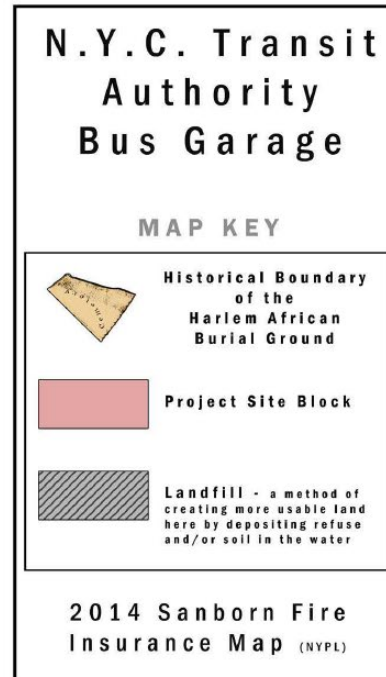 N.Y.C. Transit
Authority
Bus Garage
MAP KEY
Cemetery
Historical Boundary
of the
Harlem African
Burial Ground
Project Site Block
Landfill - a method of
creating more usable land
here by depositing refuse
and/or soil in the water
2014 Sanborn Fire
Insurance Map (NYPL)